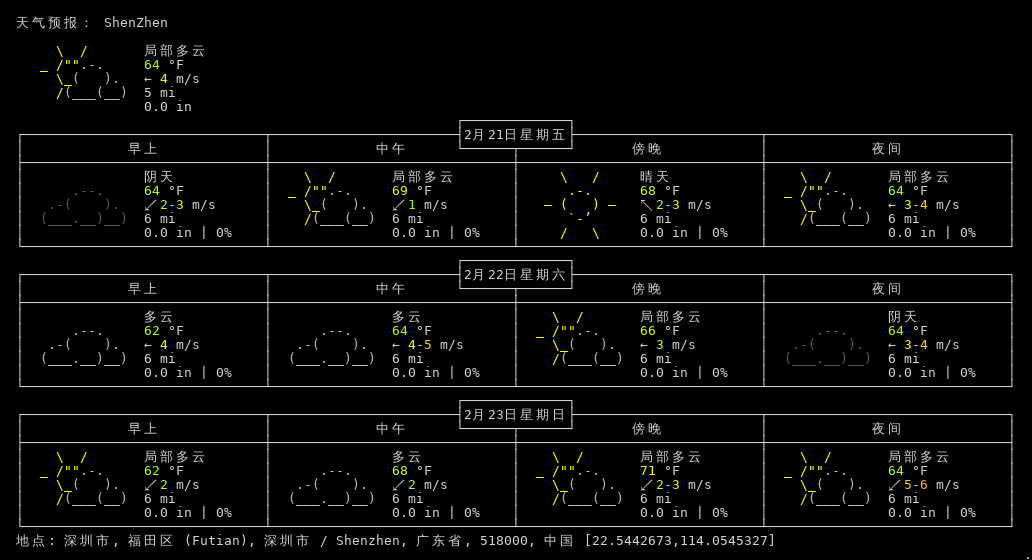 天气预报： ShenZhen
局部多云
64 °F
← 4 m/s
5 mi
0.0 in
2月21日星期五
早上 中午 傍晚 夜间
阴天 局部多云 晴天 局部多云
64 °F 69 °F 68 °F 64 °F
↙ 2-3 m/s ↙ 1 m/s ↖ 2-3 m/s ← 3-4 m/s
6 mi 6 mi 6 mi 6 mi
0.0 in | 0% 0.0 in | 0% 0.0 in | 0% 0.0 in | 0%
2月22日星期六
早上 中午 傍晚 夜间
多云 多云 局部多云 阴天
62 °F 64 °F 66 °F 64 °F
← 4 m/s ← 4-5 m/s ← 3 m/s ← 3-4 m/s
6 mi 6 mi 6 mi 6 mi
0.0 in | 0% 0.0 in | 0% 0.0 in | 0% 0.0 in | 0%
2月23日星期日
早上 中午 傍晚 夜间
局部多云 多云 局部多云 局部多云
62 °F 68 °F 71 °F 64 °F
↙ 2 m/s ↙ 2 m/s ↙ 2-3 m/s ↙ 5-6 m/s
6 mi 6 mi 6 mi 6 mi
0.0 in | 0% 0.0 in | 0% 0.0 in | 0% 0.0 in | 0%
地点: 深圳市, 福田区 (Futian), 深圳市 / Shenzhen, 广东省, 518000, 中国 [22.5442673,114.0545327]